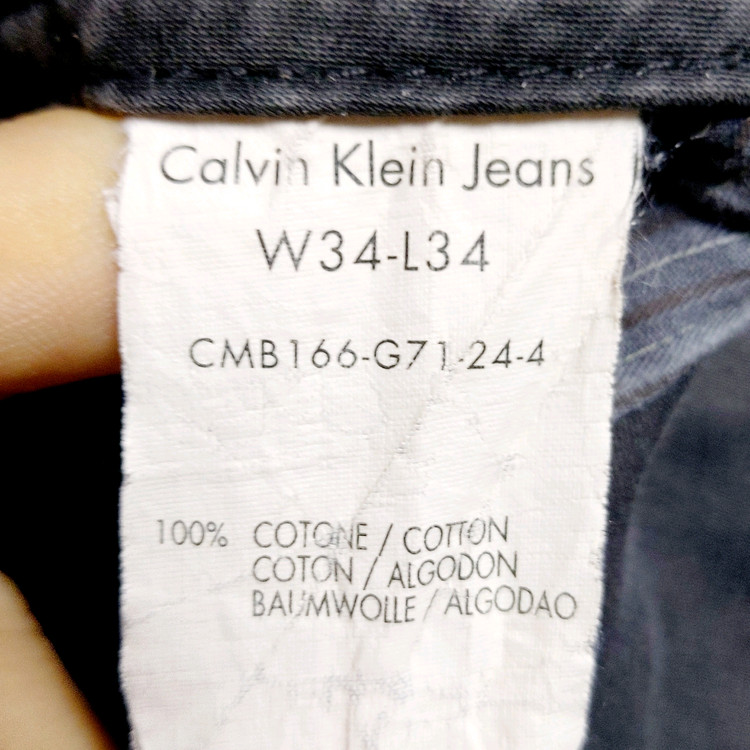 Calvin Klein Jeans
W34-L34
CMB166-G71-24-4
100% COTONE / COTTON
COTON / ALGODON
BAUMWOLLE / ALGODAO